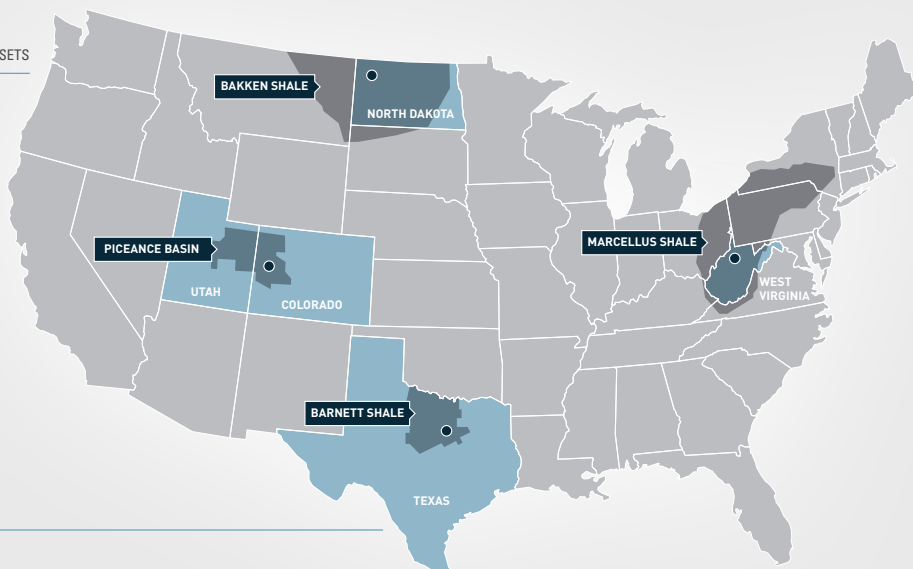 SETS
BAKKEN SHALE
NORTH DAKOTA
PICEANCE BASIN
MARCELLUS SHALE
UTAH
COLORADO
WEST
VIRGINIA
BARNETT SHALE
TEXAS